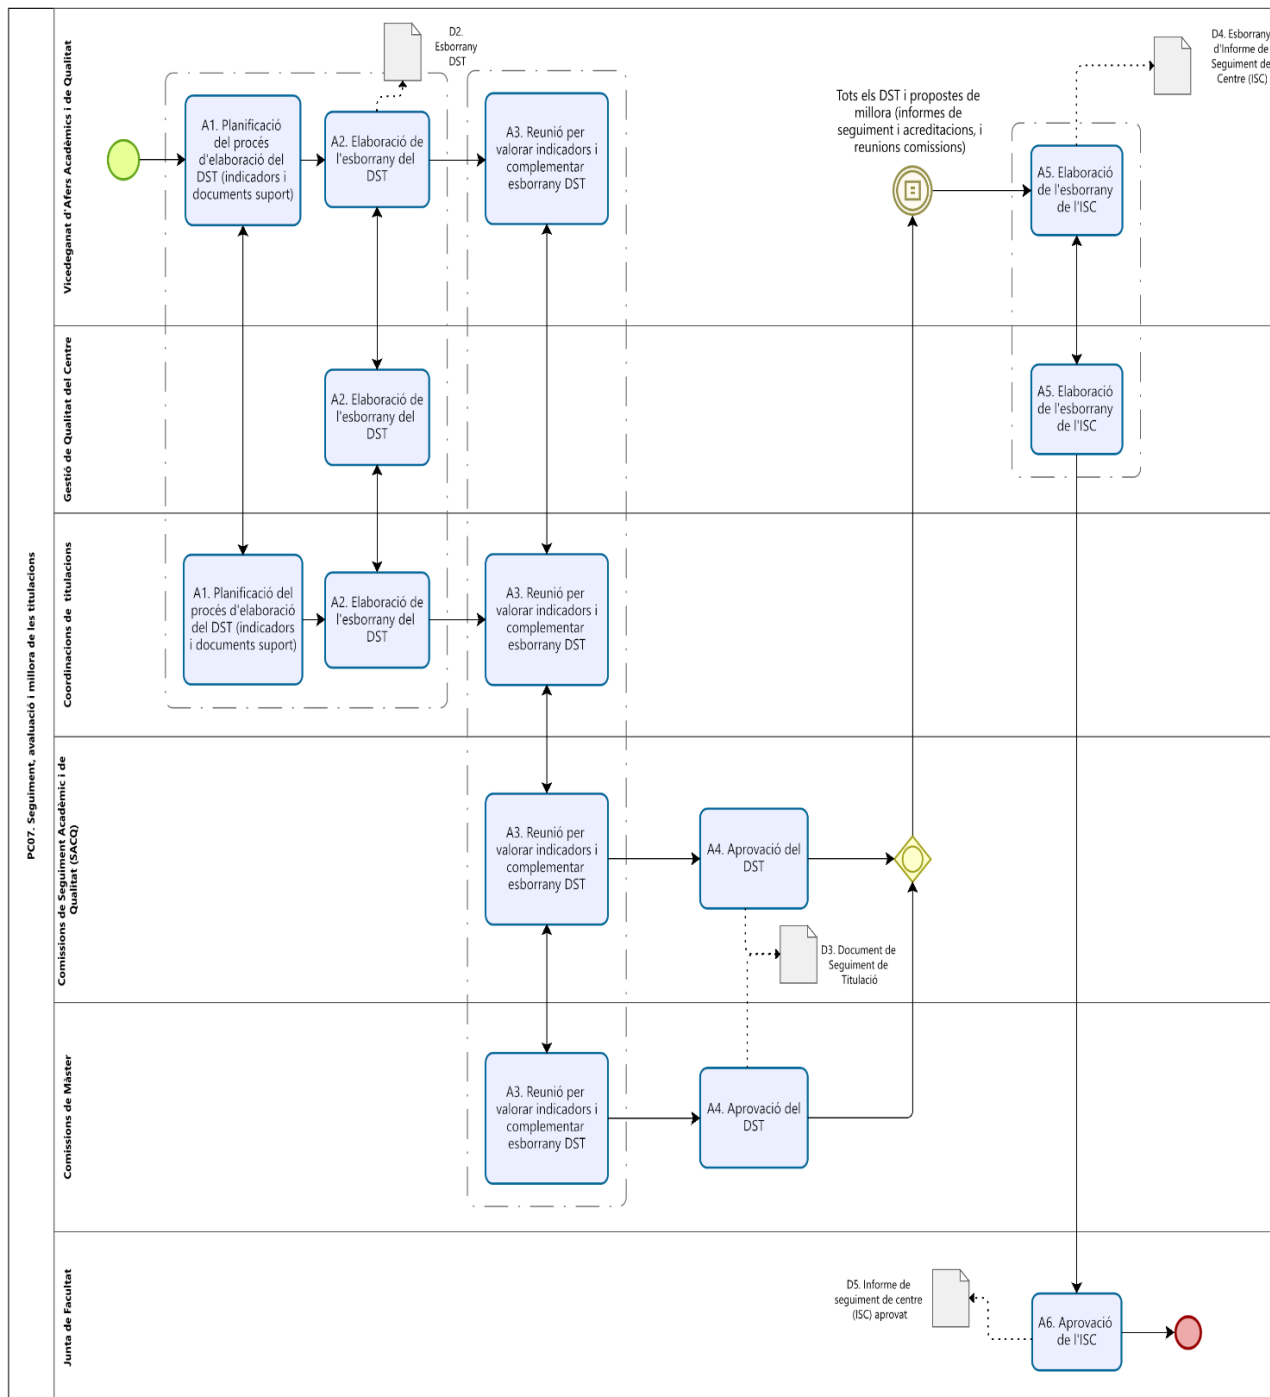 PC07. Seguiment, avaluació i millora de les titulacions
Vicedeganat d'Afers Acadèmics i de Qualitat
D2.
Esborrany
DST
A1. Planificació
del procés
d'elaboració del
DST (indicadors i
documents suport)
A2. Elaboració de
l'esborrany del
DST
A3. Reunió per
valorar indicadors i
complementar
esborrany DST
Tots els DST i propostes de
millora (informes de
seguiment i acreditacions, i
reunions comissions)
D4. Esborrany
d'Informe de
Seguiment de
Centre (ISC)
A5. Elaboració
de l'esborrany
de l'ISC
Gestió de Qualitat del Centre
A2. Elaboració de
l'esborrany del
DST
A5. Elaboració
de l'esborrany
de l'ISC
Coordinacions de titulacions
A1. Planificació del
procés d'elaboració
del DST (indicadors
i documents suport)
A2. Elaboració de
l'esborrany del
DST
A3. Reunió per
valorar indicadors i
complementar
esborrany DST
Comissions de Seguiment Acadèmic i de
Qualitat (SACQ)
A3. Reunió per
valorar indicadors i
complementar
esborrany DST
A4. Aprovació del
DST
D3. Document de
Seguiment de
Titulació
Comissions de Màster
A3. Reunió per
valorar indicadors i
complementar
esborrany DST
A4. Aprovació del
DST
Junta de Facultat
D5. Informe de
seguiment de centre
(ISC) aprovat
A6. Aprovació
de l'ISC